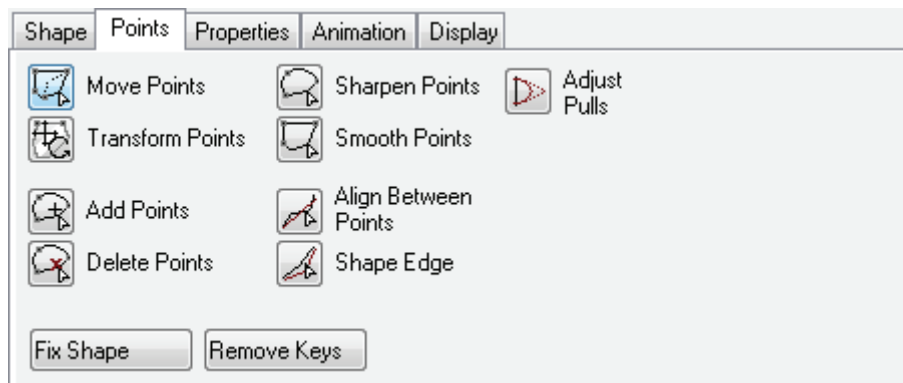 Shape Points Properties Animation Display
Move Points
Sharpen Points
Adjust
Pulls
Transform Points
Smooth Points
Add Points
Align Between
Points
Delete Points
Shape Edge
Fix Shape
Remove Keys